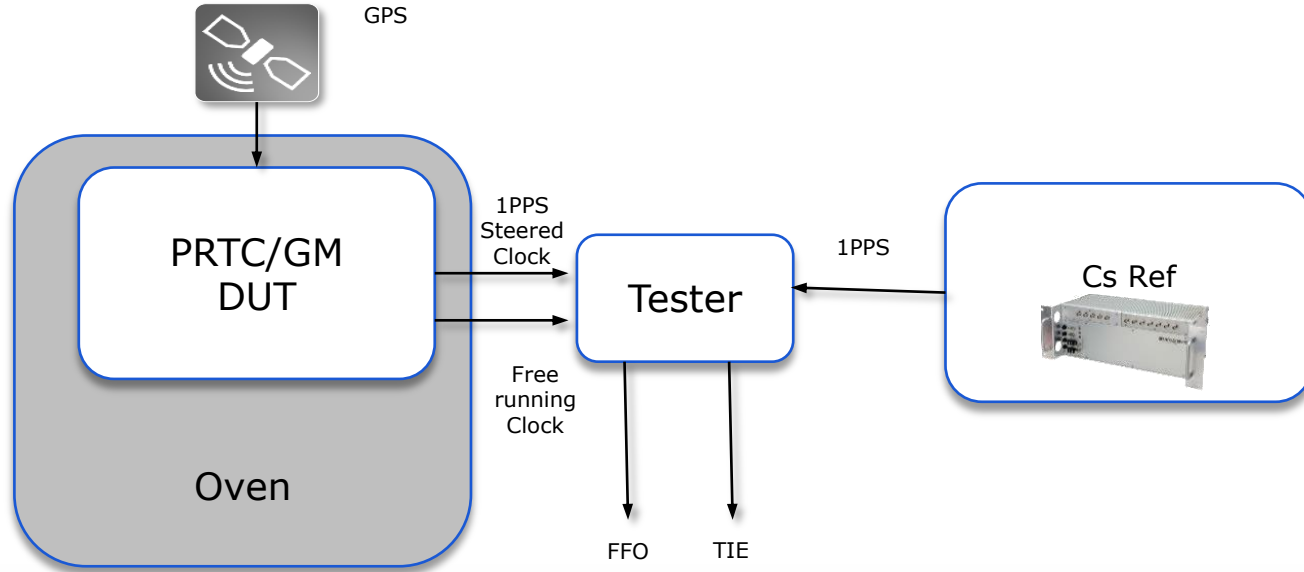 GPS
PRTC/GM
DUT
Oven
1PPS
Steered
Clock
Free
running
Clock
Tester
1PPS
Cs Ref
FFO
TIE